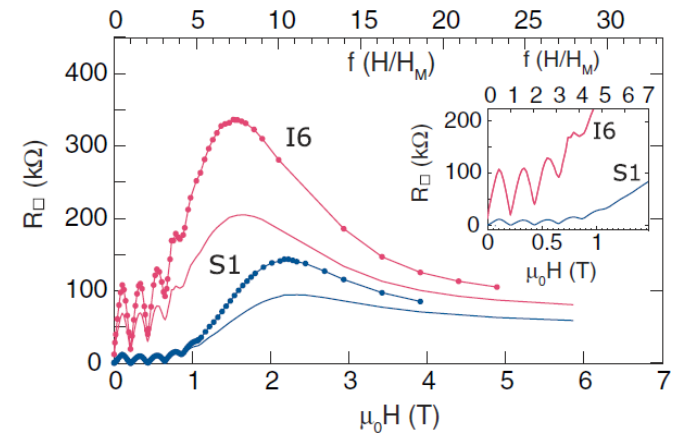 0 5 10 15 20 25 30
f (H/H_M)
f (H/H_M)
0 1 2 3 4 5 6 7
400
300
200
100
0
R□ (kΩ)
I6
S1
200
100
0
R□ (kΩ)
I6
S1
0 0.5 1
μ₀H (T)
0 1 2 3 4 5 6 7
μ₀H (T)